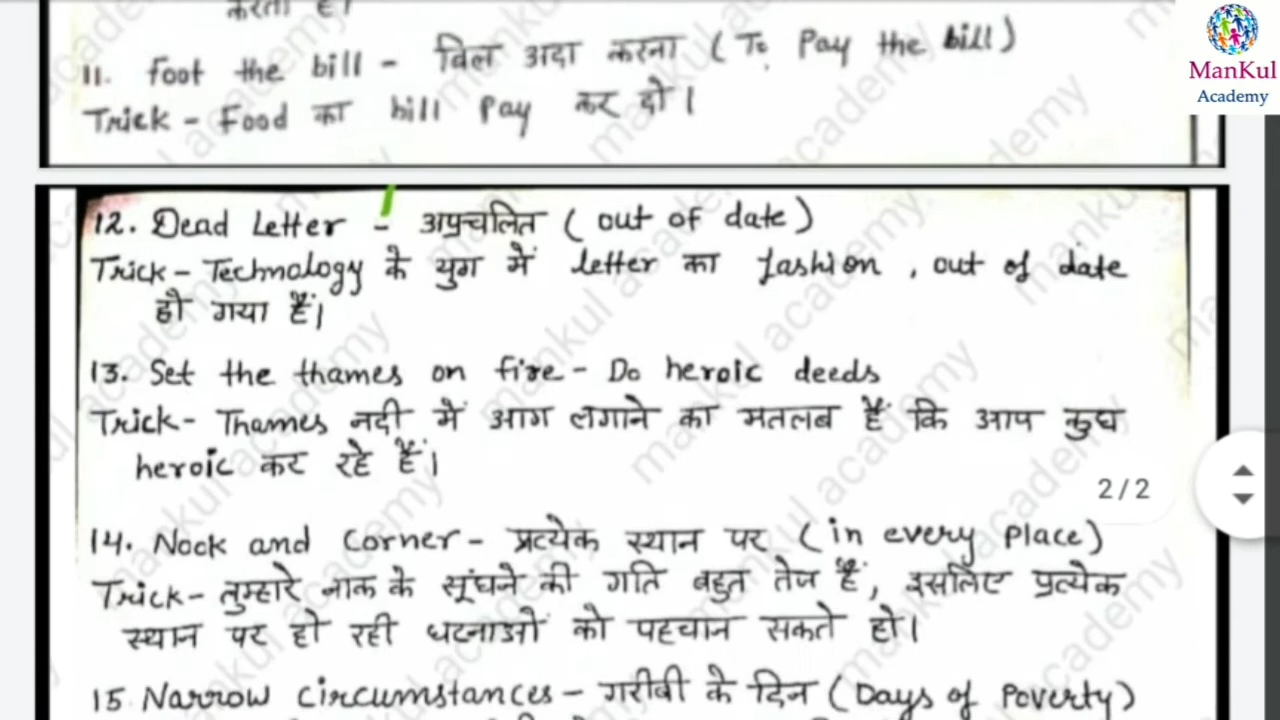 करता है।
11. foot the bill - बिल अदा करना ( To Pay the bill )
Trick - Food का bill Pay कर दो।
ManKul
Academy
12. Dead Letter - अप्रचलित ( out of date )
Trick - Technology के युग में letter का fashion , out of date
हो गया हैं।
13. Set the thames on fire - Do heroic deeds
Trick - Thames नदी में आग लगाने का मतलब हैं कि आप कुछ
heroic कर रहे हैं।
2/2
14. Nook and Corner - प्रत्येक स्थान पर ( in every place )
Trick - तुम्हारे नाक के सूंघने की गति बहुत तेज हैं , इसलिए प्रत्येक
स्थान पर हो रही घटनाओं को पहचान सकते हो।
15 Narrow Circumstances - गरीबी के दिन ( Days of Poverty )